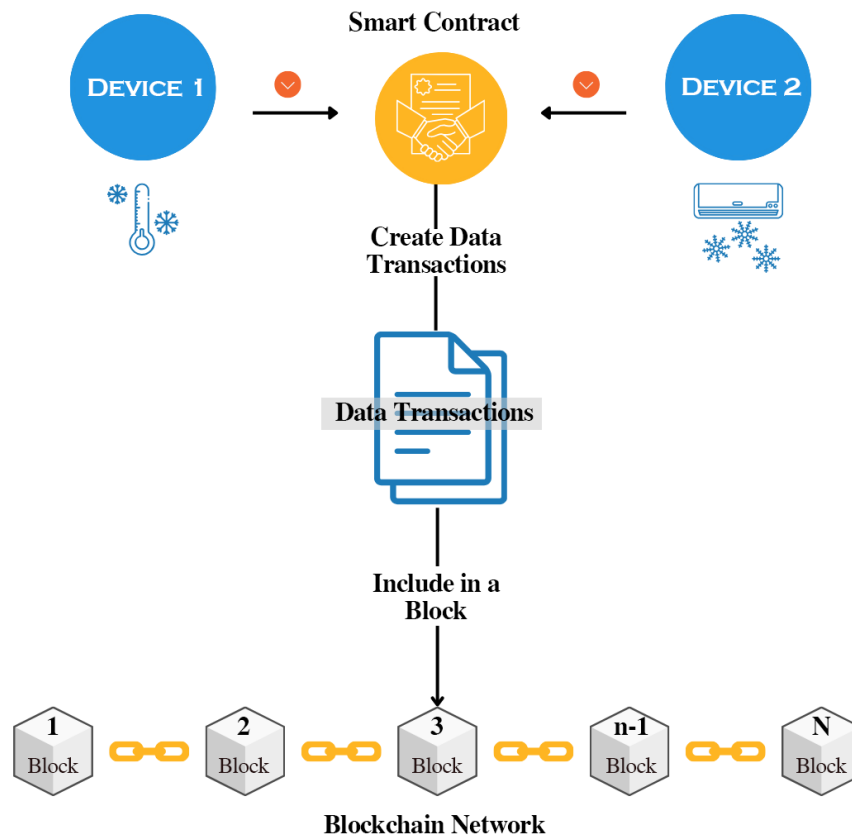 Smart Contract
DEVICE 1
DEVICE 2
Create Data
Transactions
Data Transactions
Include in a
Block
1
Block
2
Block
3
Block
n-1
Block
N
Block
Blockchain Network